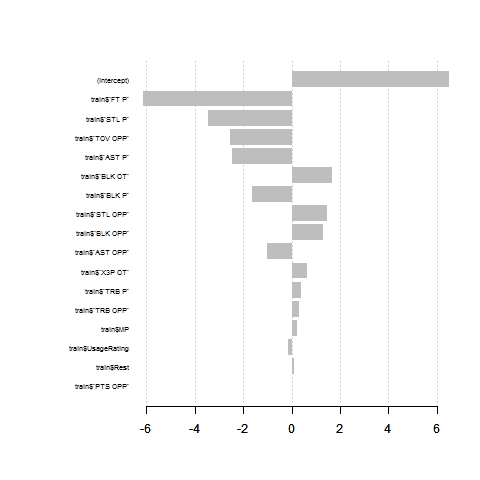 (Intercept)
train$`FT P`
train$`STL P`
train$`TOV OPP`
train$`AST P`
train$`BLK OT`
train$`BLK P`
train$`STL OPP`
train$`BLK OPP`
train$`AST OPP`
train$`X3P OT`
train$`TRB P`
train$`TRB OPP`
train$MP
train$UsageRating
train$Rest
train$`PTS OPP`
-6 -4 -2 0 2 4 6